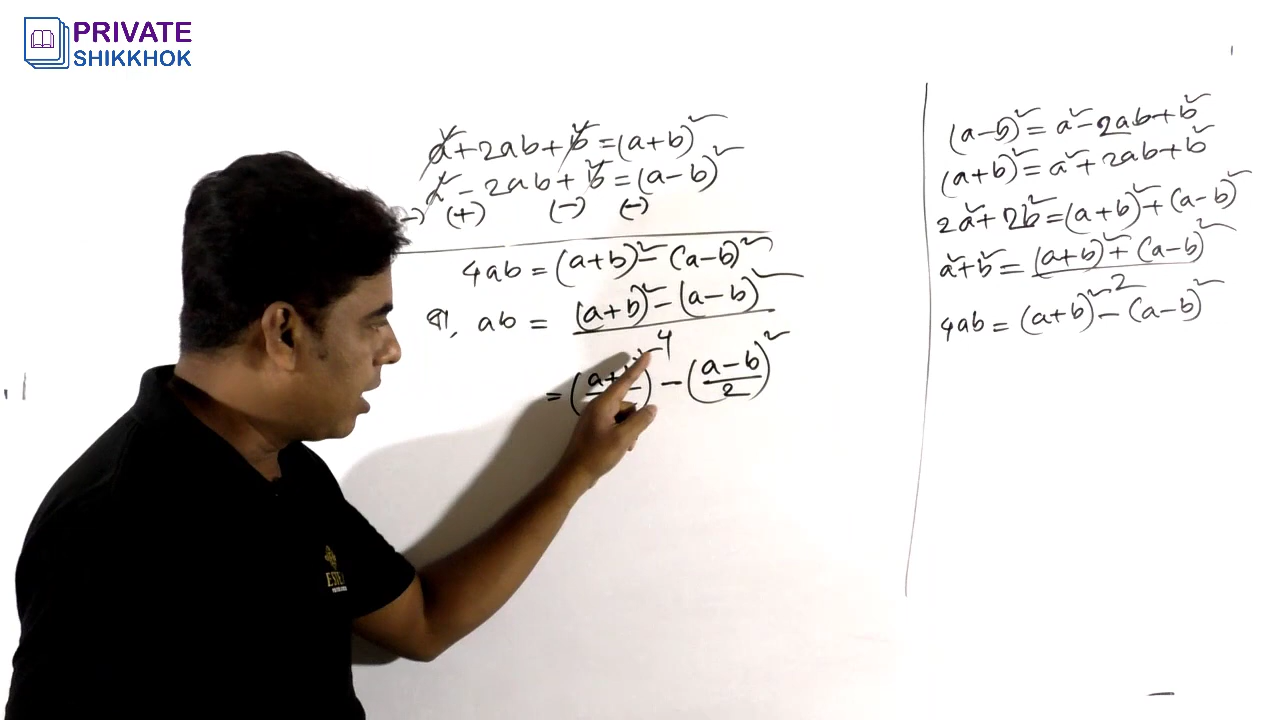 PRIVATE
SHIKKHOK
a² + 2ab + b² = (a+b)²
a² - 2ab + b² = (a-b)²
(-) (+) (-) (-)
4ab = (a+b)² - (a-b)²
বা, ab = ((a+b)² - (a-b)²)/4
= ( )² - ((a-b)/2)²
(a-b)² = a² - 2ab + b²
(a+b)² = a² + 2ab + b²
2a² + 2b² = (a+b)² + (a-b)²
a² + b² = ((a+b)² + (a-b)²)/2
4ab = (a+b)² - (a-b)²